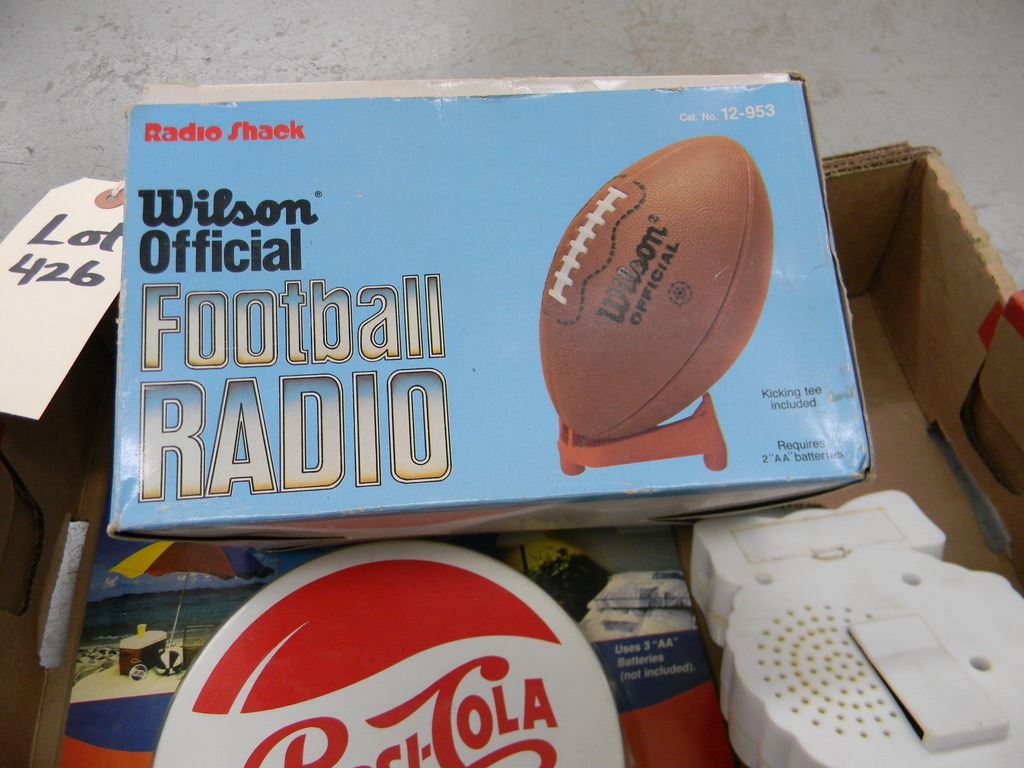 Radio Shack
Cat. No. 12-953
Wilson®
Official
Football
RADIO
Wilson®
OFFICIAL
Kicking tee
included
Requires
2 "AA" batteries
Lot
426
Uses 3 "AA"
Batteries
(not included).
PEPSI-COLA